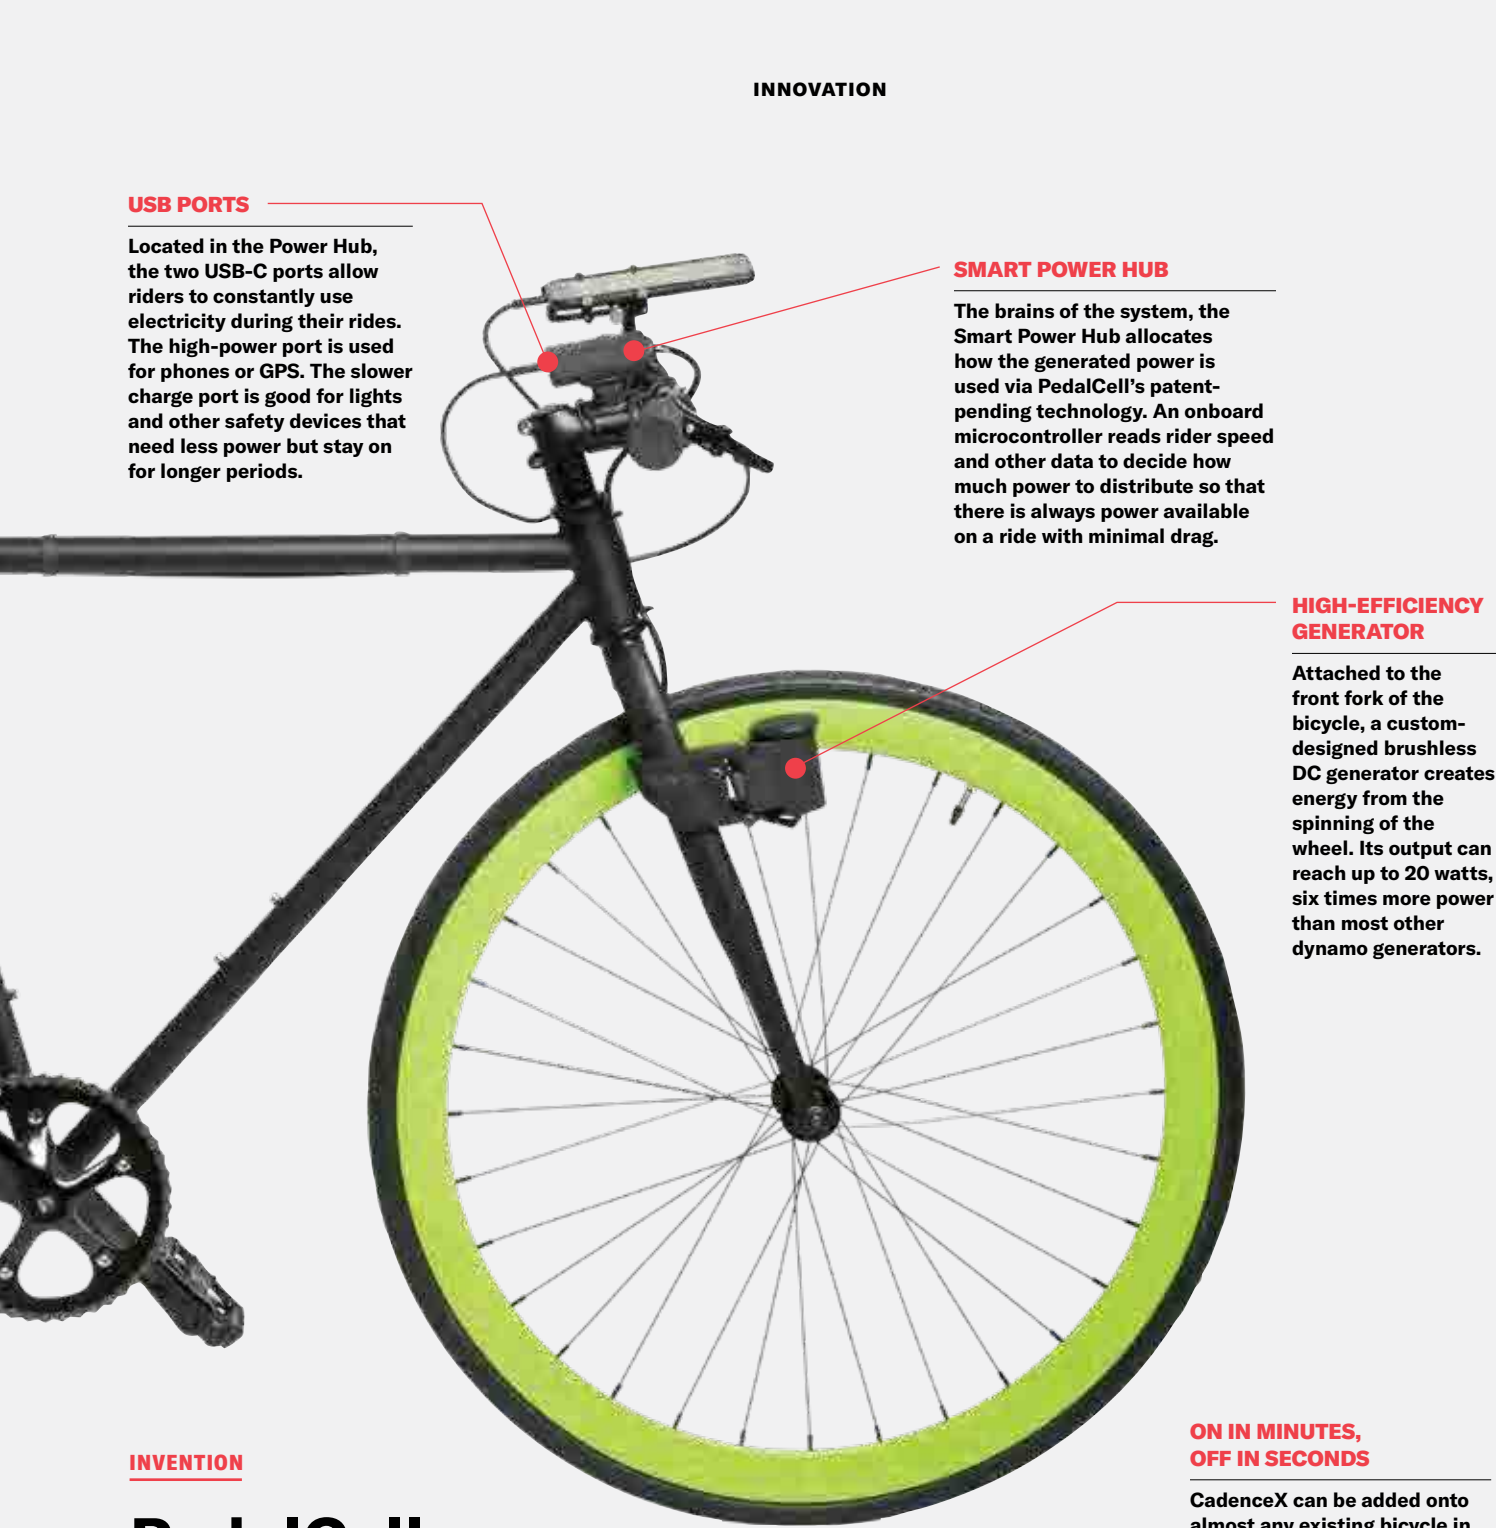 INNOVATION
USB PORTS
Located in the Power Hub,
the two USB-C ports allow
riders to constantly use
electricity during their rides.
The high-power port is used
for phones or GPS. The slower
charge port is good for lights
and other safety devices that
need less power but stay on
for longer periods.
SMART POWER HUB
The brains of the system, the
Smart Power Hub allocates
how the generated power is
used via PedalCell’s patent-
pending technology. An onboard
microcontroller reads rider speed
and other data to decide how
much power to distribute so that
there is always power available
on a ride with minimal drag.
HIGH-EFFICIENCY
GENERATOR
Attached to the
front fork of the
bicycle, a custom-
designed brushless
DC generator creates
energy from the
spinning of the
wheel. Its output can
reach up to 20 watts,
six times more power
than most other
dynamo generators.
INVENTION
PedalCell
ON IN MINUTES,
OFF IN SECONDS
CadenceX can be added onto
almost any existing bicycle in